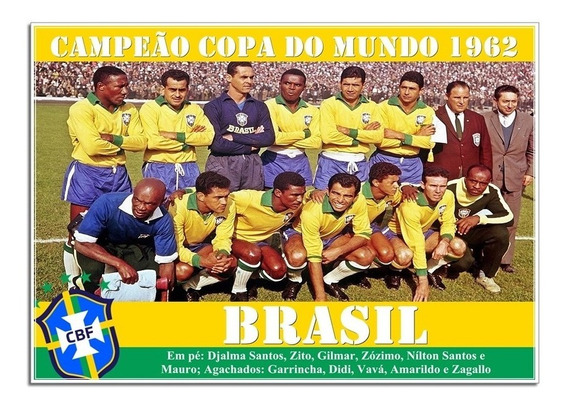 CAMPEÃO COPA DO MUNDO 1962
BRASIL
BRASIL
CBF
Em pé: Djalma Santos, Zito, Gilmar, Zózimo, Nílton Santos e
Mauro; Agachados: Garrincha, Didi, Vavá, Amarildo e Zagallo